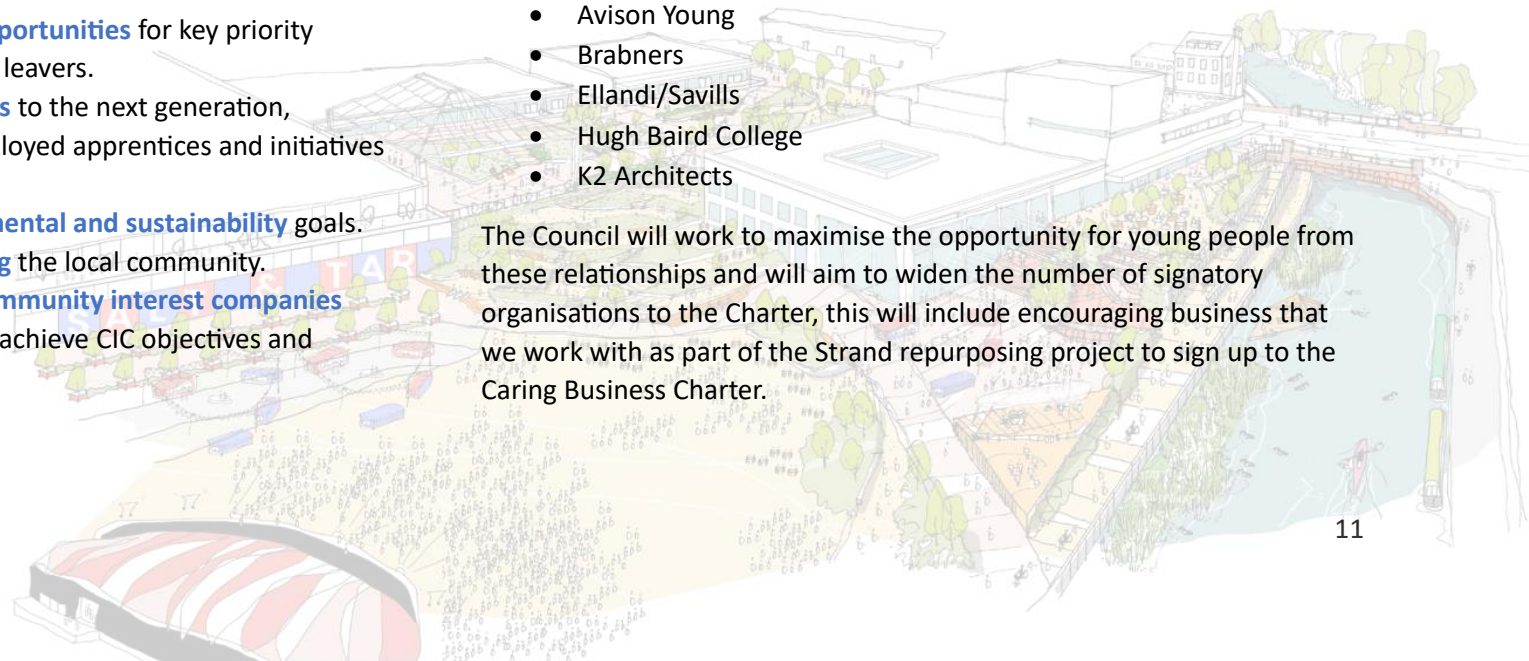 portunities for key priority
leavers.
s to the next generation,
loyed apprentices and initiatives
ental and sustainability goals.
g the local community.
mmunity interest companies
achieve CIC objectives and
• Avison Young
• Brabners
• Ellandi/Savills
• Hugh Baird College
• K2 Architects
The Council will work to maximise the opportunity for young people from
these relationships and will aim to widen the number of signatory
organisations to the Charter, this will include encouraging business that
we work with as part of the Strand repurposing project to sign up to the
Caring Business Charter.
SALT & TAR
11